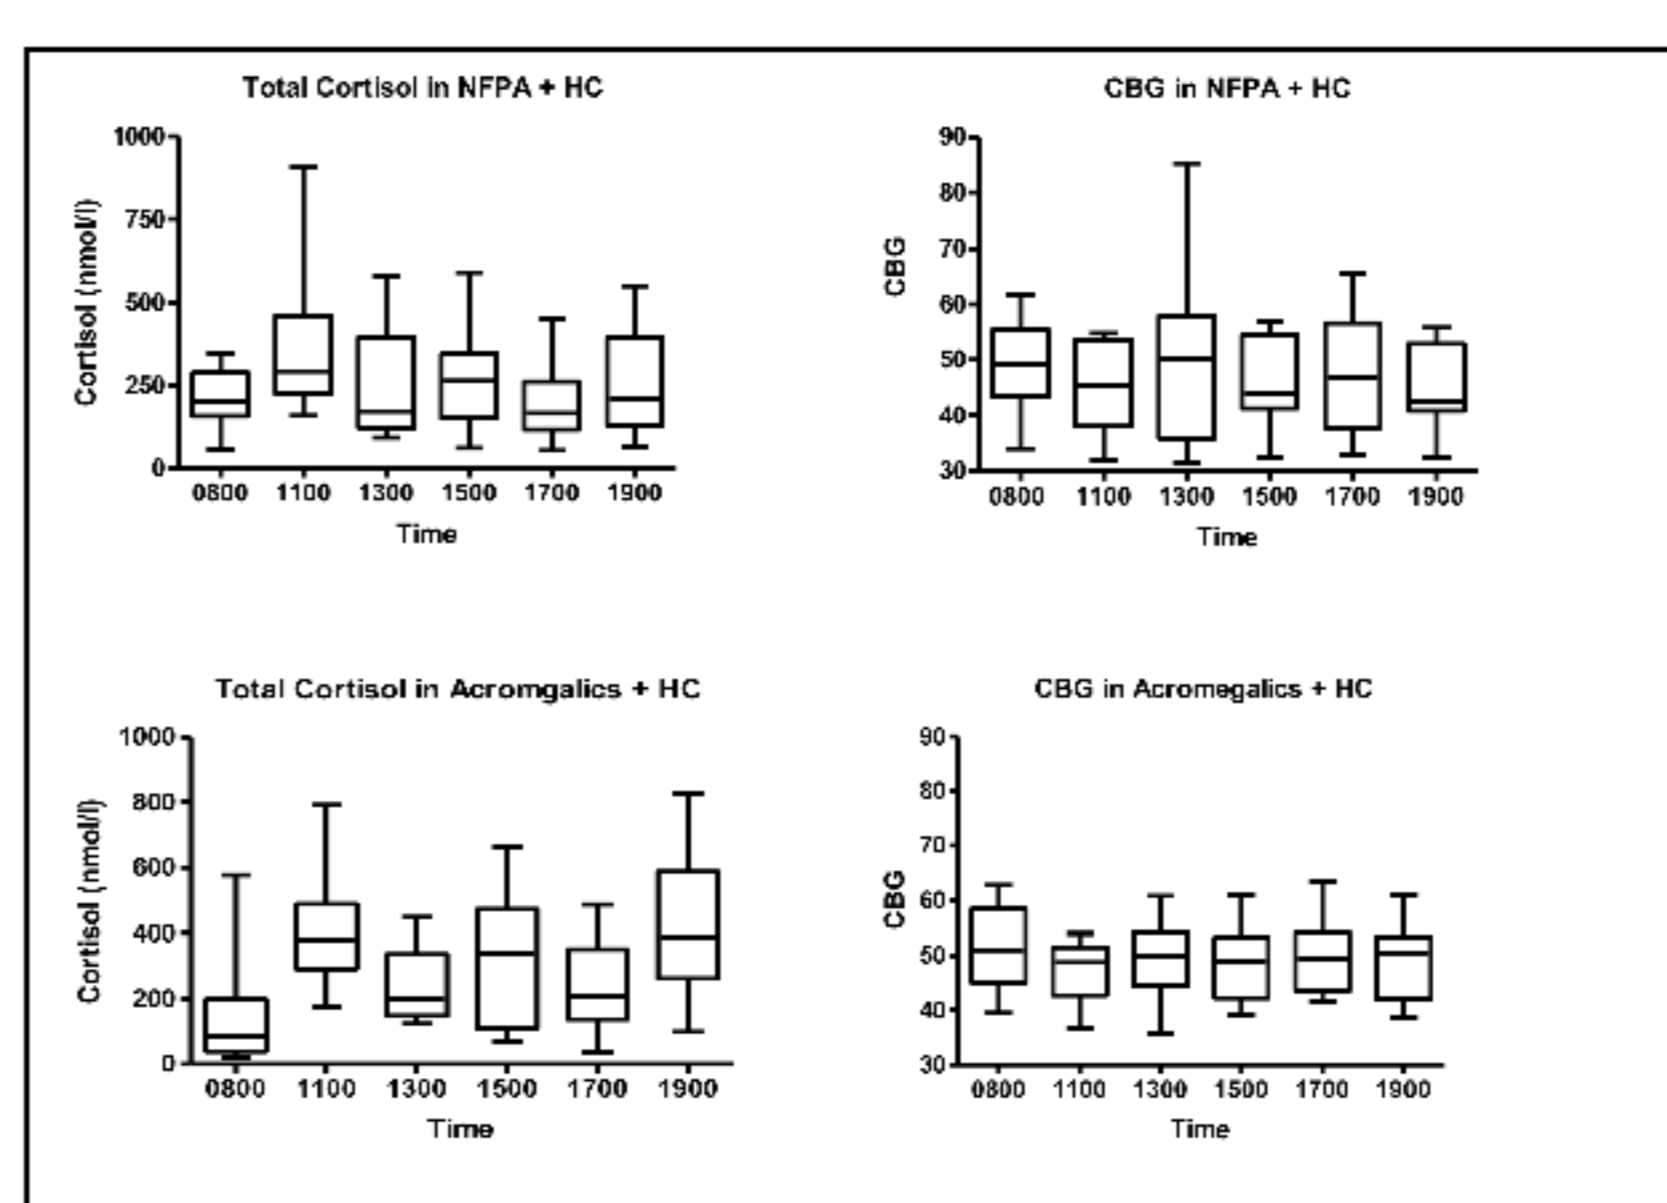 Total Cortisol in NFPA + HC
Cortisol (nmol/l)
1000
750
500
250
0
0800 1100 1300 1500 1700 1900
Time
CBG in NFPA + HC
CBG
90
80
70
60
50
40
30
0800 1100 1300 1500 1700 1900
Time
Total Cortisol in Acromgalics + HC
Cortisol (nmol/l)
1000
800
600
400
200
0
0800 1100 1300 1500 1700 1900
Time
CBG in Acromegalics + HC
CBG
90
80
70
60
50
40
30
0800 1100 1300 1500 1700 1900
Time